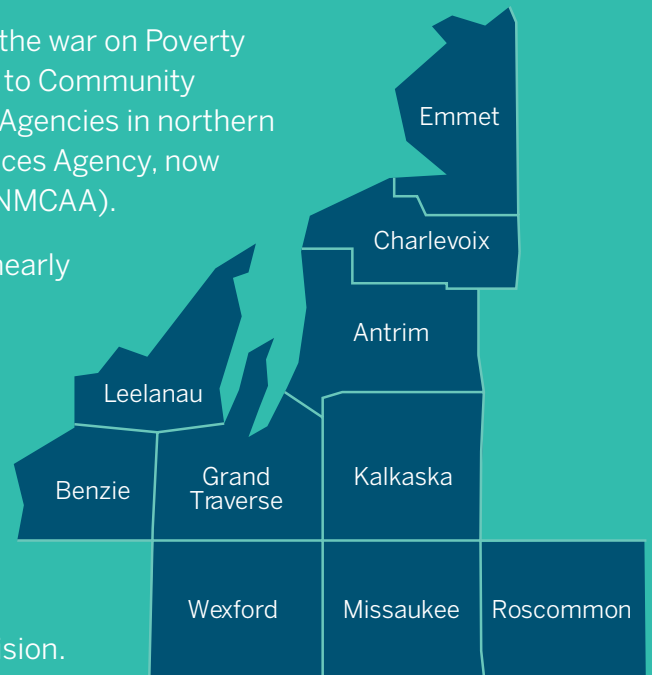 the war on Poverty
to Community
Agencies in northern
ces Agency, now
NMCAA).
nearly
sion.
Emmet
Charlevoix
Antrim
Leelanau
Benzie
Grand
Traverse
Kalkaska
Wexford
Missaukee
Roscommon